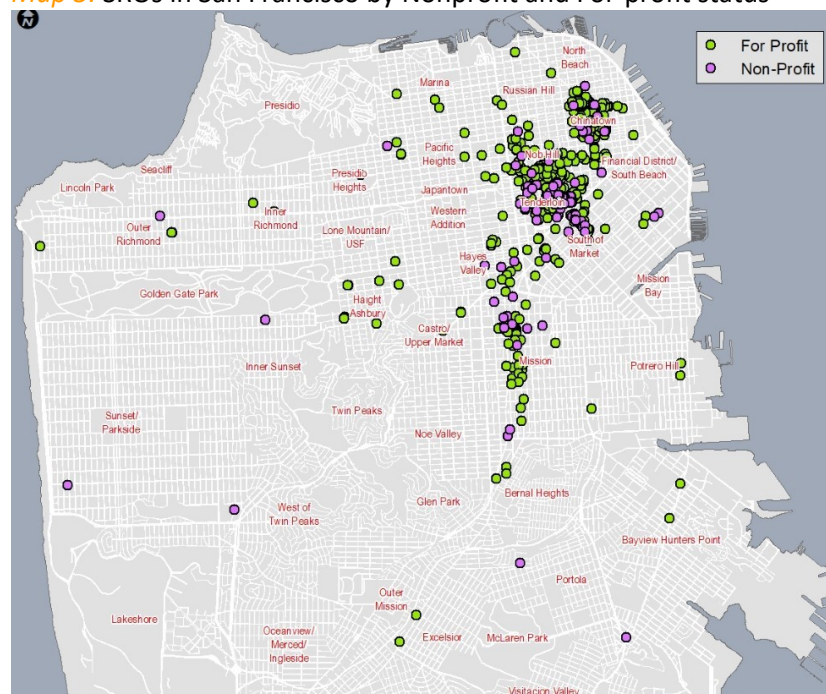 Map 3: SROs in San Francisco by Nonprofit and For-profit status
N
For Profit
Non-Profit
North
Beach
Marina
Russian Hill
Presidio
Chinatown
Pacific
Heights
Nob Hill
Financial District/
South Beach
Seacliff
Presidio
Heights
Lincoln Park
Japantown
Tenderloin
Inner
Richmond
Outer
Richmond
Western
Addition
Lone Mountain/
USF
South of
Market
Hayes
Valley
Mission
Bay
Golden Gate Park
Haight
Ashbury
Castro/
Upper Market
Mission
Potrero Hill
Inner Sunset
Twin Peaks
Sunset/
Parkside
Noe Valley
Glen Park
Bernal Heights
West of
Twin Peaks
Bayview Hunters Point
Portola
Outer
Mission
Lakeshore
Oceanview/
Merced/
Ingleside
Excelsior
McLaren Park
Visitacion Valley